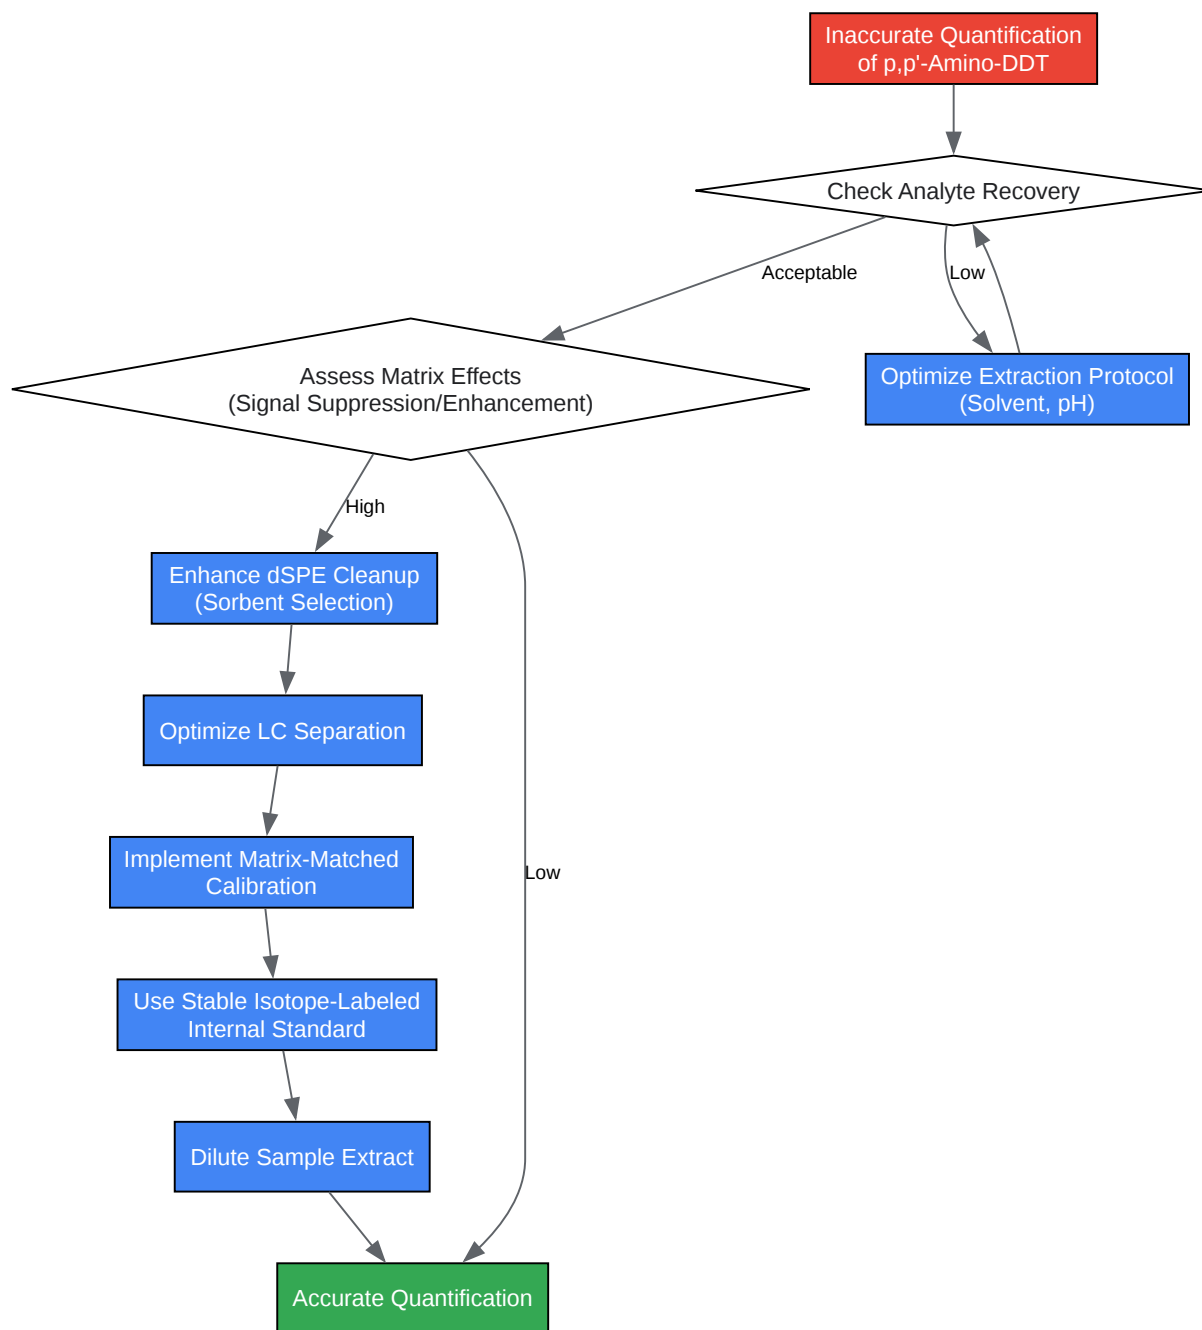 Inaccurate Quantification
of p,p'-Amino-DDT
Check Analyte Recovery
Acceptable
Low
Assess Matrix Effects
(Signal Suppression/Enhancement)
Optimize Extraction Protocol
(Solvent, pH)
High
Enhance dSPE Cleanup
(Sorbent Selection)
Optimize LC Separation
Implement Matrix-Matched
Calibration
Low
Use Stable Isotope-Labeled
Internal Standard
Dilute Sample Extract
Accurate Quantification